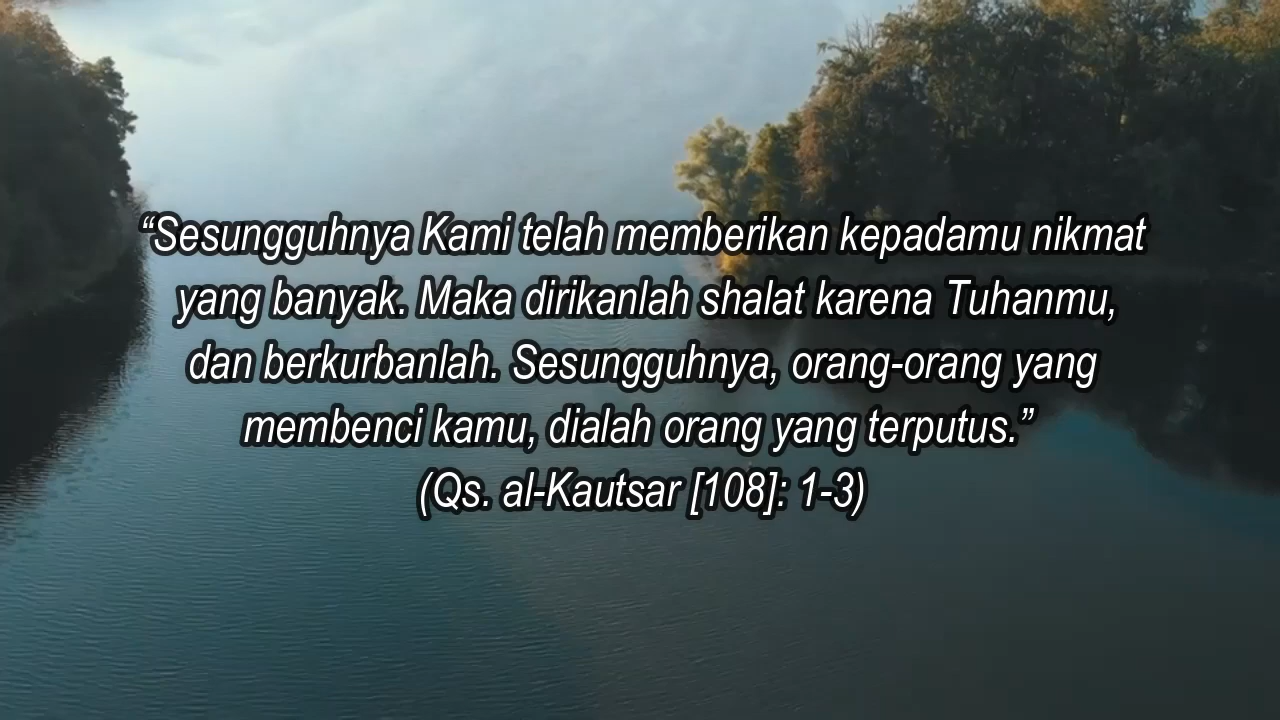 “Sesungguhnya Kami telah memberikan kepadamu nikmat
yang banyak. Maka dirikanlah shalat karena Tuhanmu,
dan berkurbanlah. Sesungguhnya, orang-orang yang
membenci kamu, dialah orang yang terputus.”
(Qs. al-Kautsar [108]: 1-3)